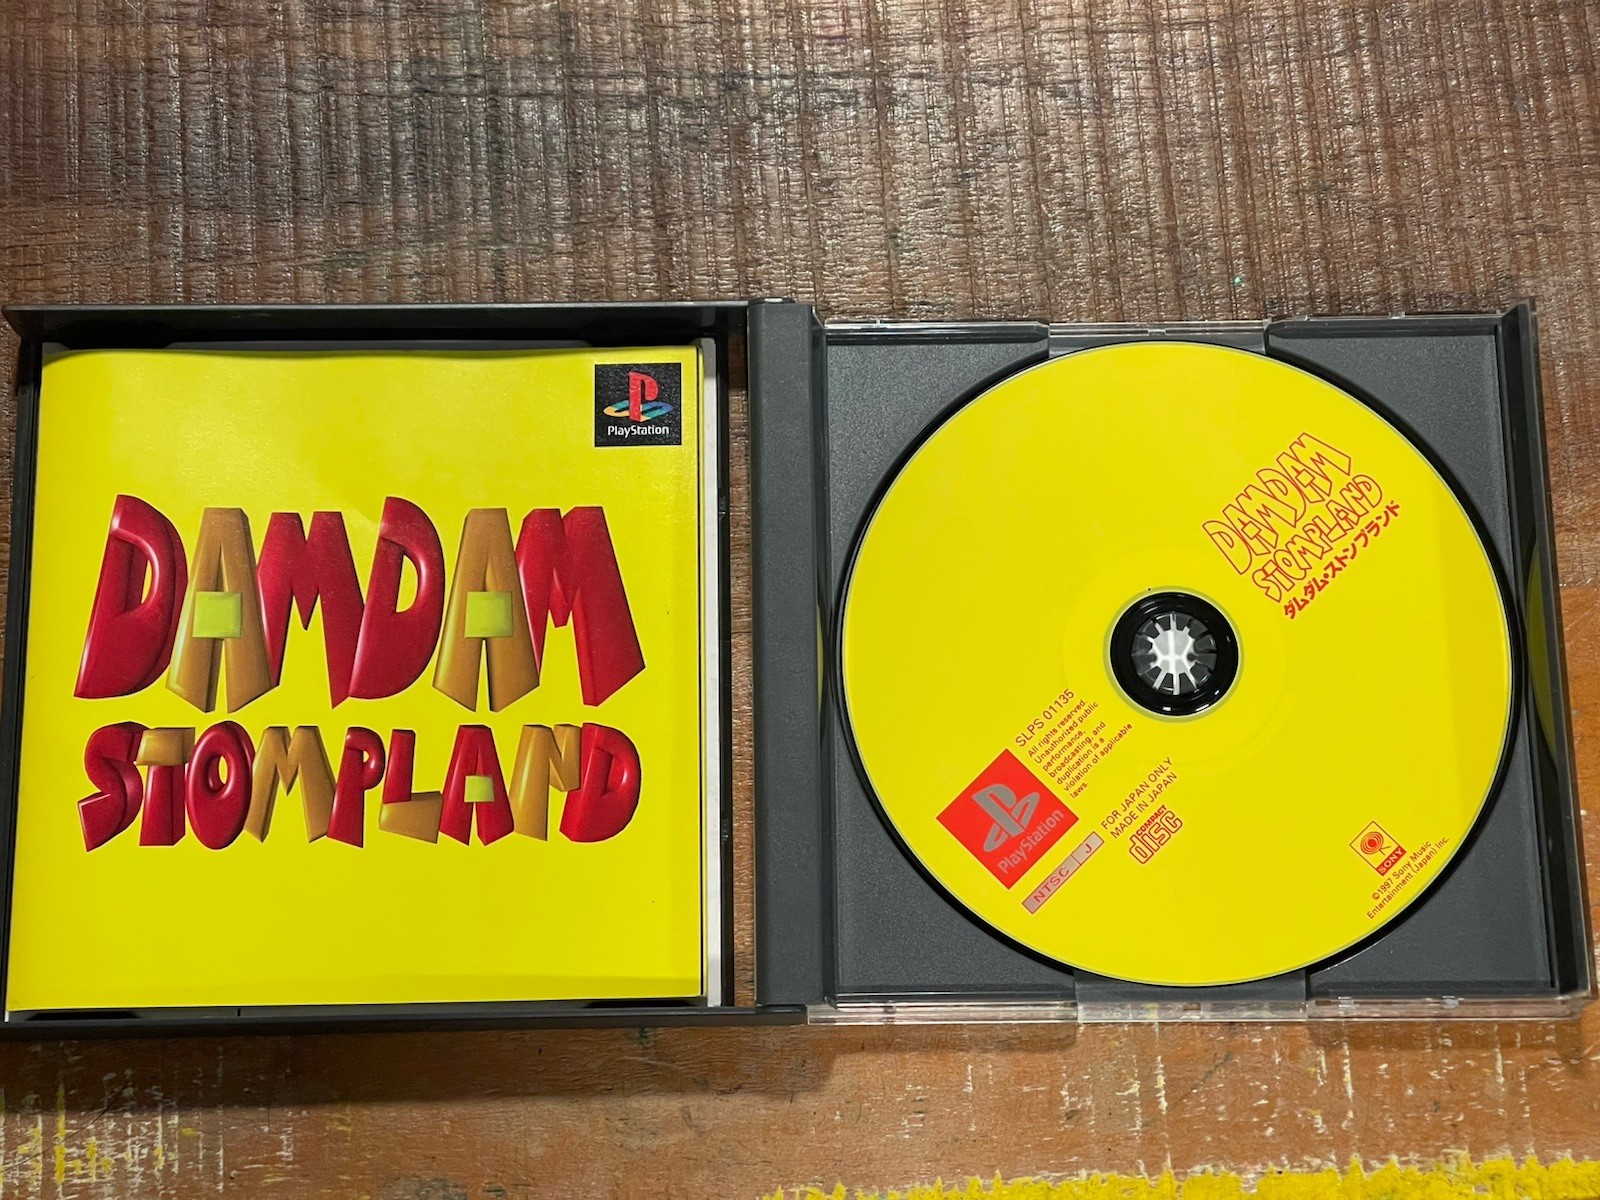 PlayStation
DAMDAM
STOMPLAND
DAMDAM
STOMPLAND
ダムダム・ストンプランド
SLPS 01135
All rights reserved.
Unauthorized public
performance,
broadcasting, and
duplication is a
violation of applicable
laws.
PlayStation
NTSC J
FOR JAPAN ONLY
MADE IN JAPAN
COMPACT
disc
SONY
©1997 Sony Music
Entertainment (Japan) Inc.